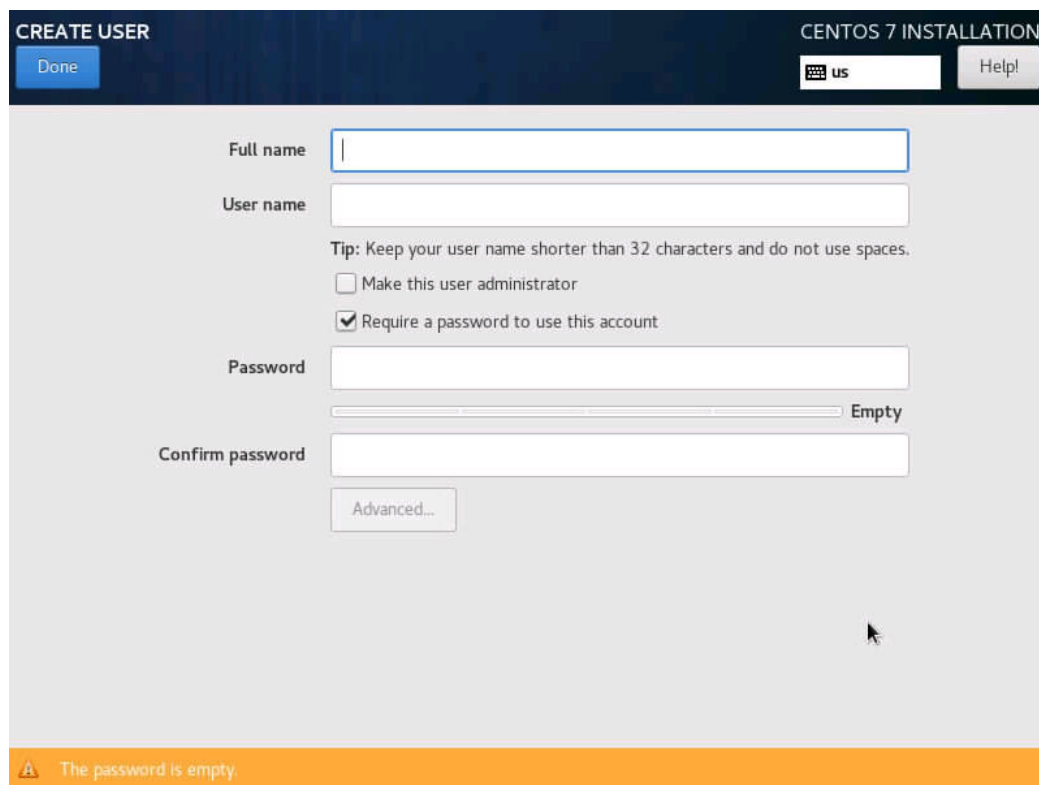 CREATE USER
CENTOS 7 INSTALLATION
Done
us
Help!
Full name
User name
Tip: Keep your user name shorter than 32 characters and do not use spaces.
Make this user administrator
Require a password to use this account
Password
Empty
Confirm password
Advanced...
The password is empty.